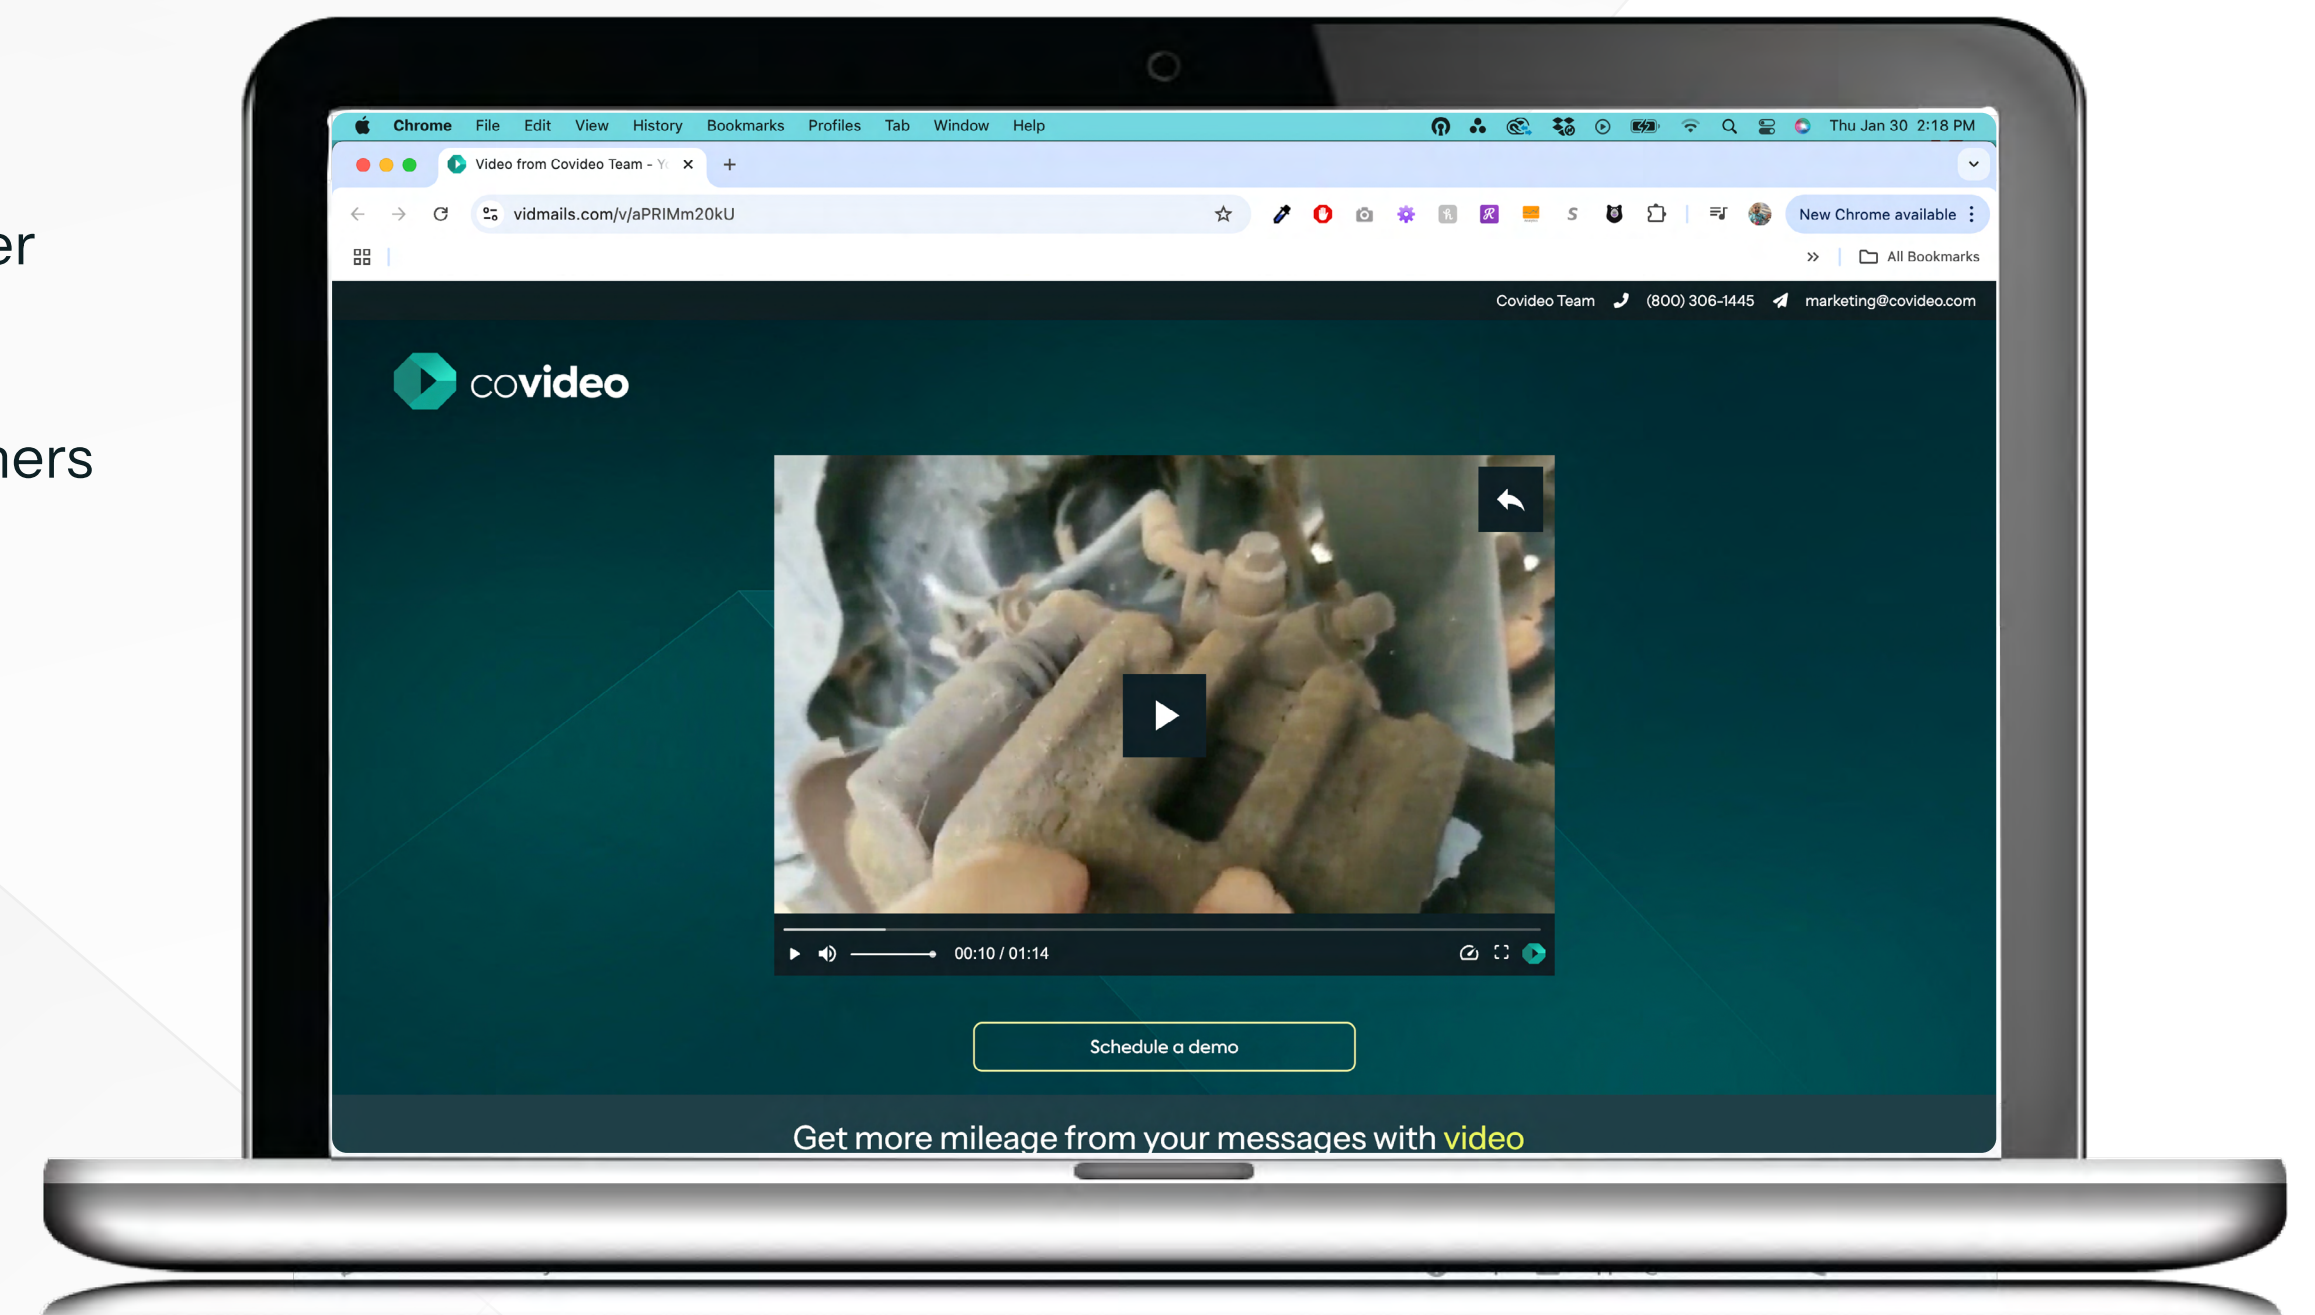 er
ners
Chrome File Edit View History Bookmarks Profiles Tab Window Help Thu Jan 30 2:18 PM
Video from Covideo Team - Yo
vidmails.com/v/aPRIMm20kU
New Chrome available
All Bookmarks
Covideo Team (800) 306-1445 marketing@covideo.com
covideo
00:10 / 01:14
Schedule a demo
Get more mileage from your messages with video